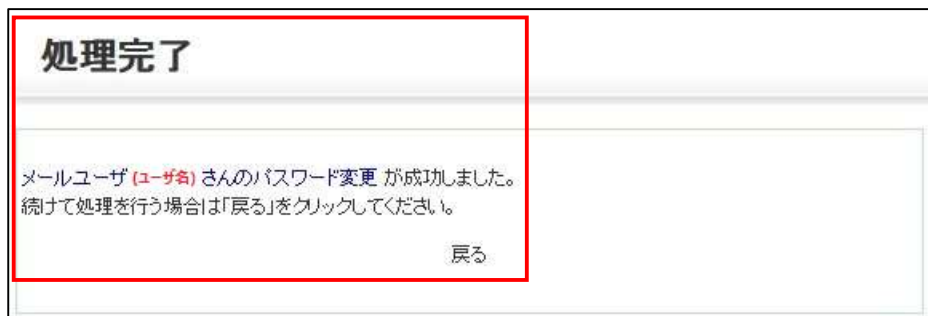 処理完了
メールユーザ(ユーザ名)さんのパスワード変更 が成功しました。
続けて処理を行う場合は「戻る」をクリックしてください。
戻る